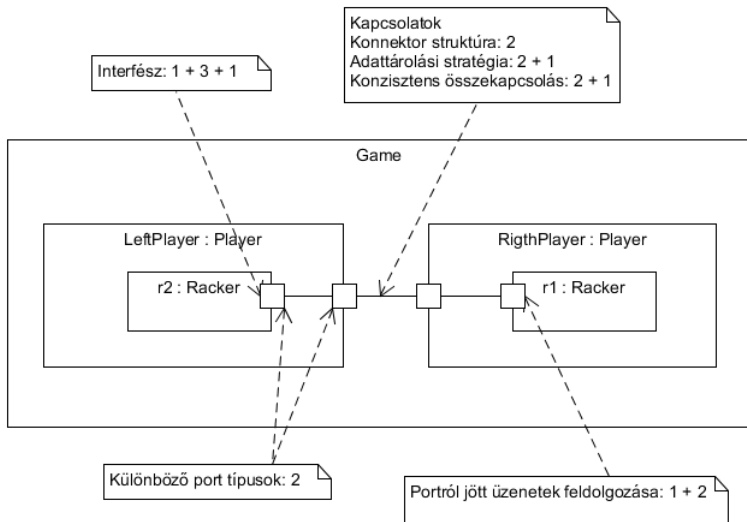 Kapcsolatok
Konnektor struktúra: 2
Adattárolási stratégia: 2 + 1
Konzisztens összekapcsolás: 2 + 1
Interfész: 1 + 3 + 1
Game
LeftPlayer : Player
RigthPlayer : Player
r2 : Racker
r1 : Racker
Különböző port típusok: 2
Portról jött üzenetek feldolgozása: 1 + 2